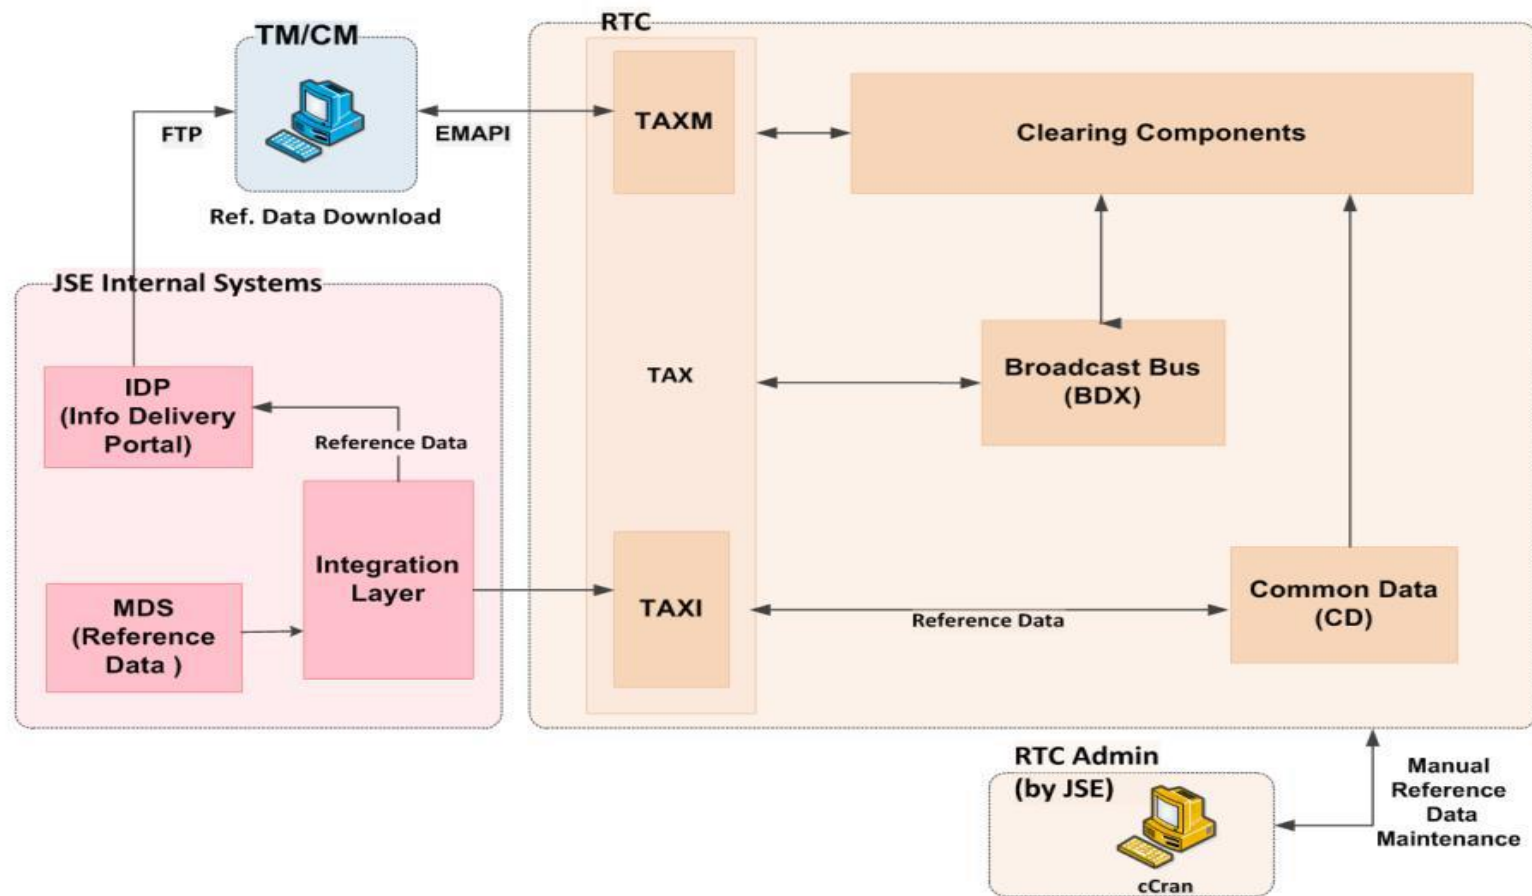 TM/CM
RTC
FTP
EMAPI
TAXM
Clearing Components
Ref. Data Download
JSE Internal Systems
IDP
(Info Delivery
Portal)
Reference Data
TAX
Broadcast Bus
(BDX)
Integration
Layer
MDS
(Reference
Data )
TAXI
Reference Data
Common Data
(CD)
RTC Admin
(by JSE)
cCran
Manual
Reference
Data
Maintenance